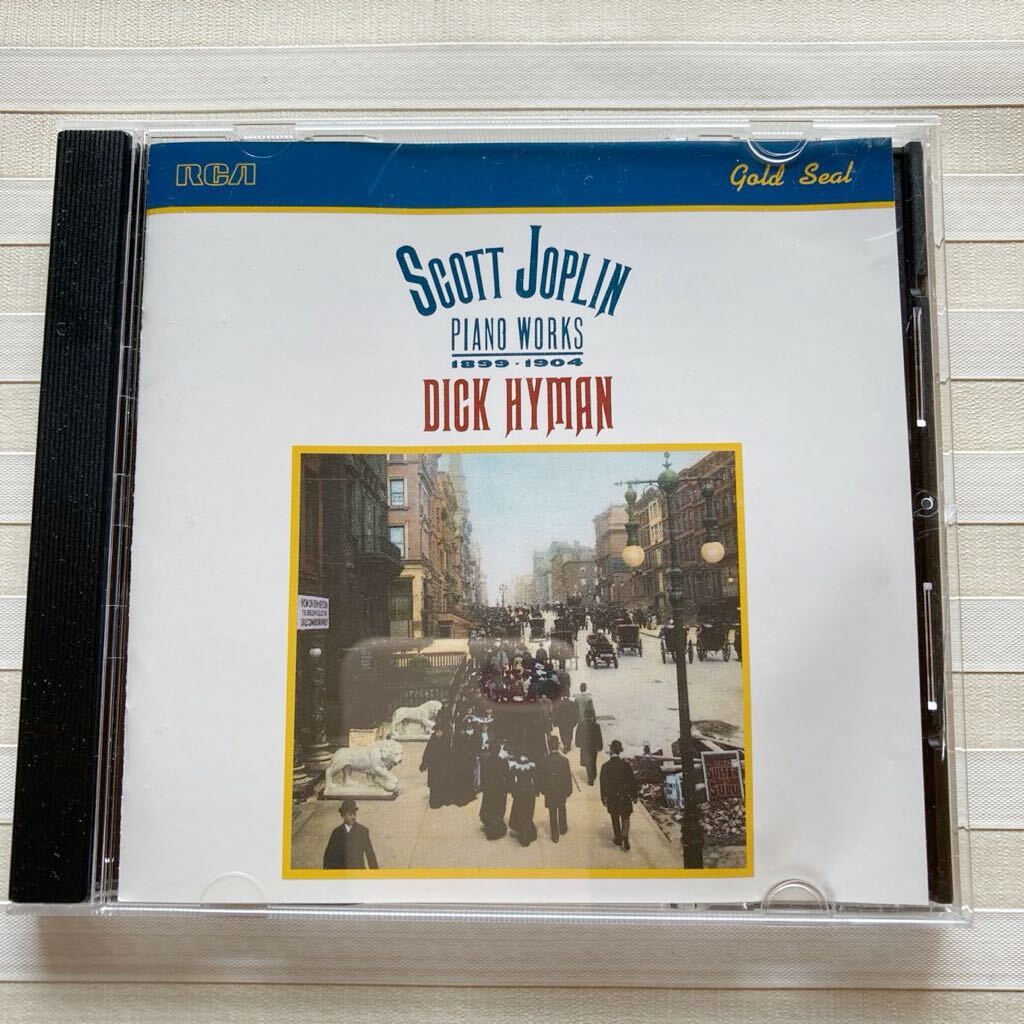 RCA
Gold Seal
SCOTT JOPLIN
PIANO WORKS
1899-1904
DICK HYMAN